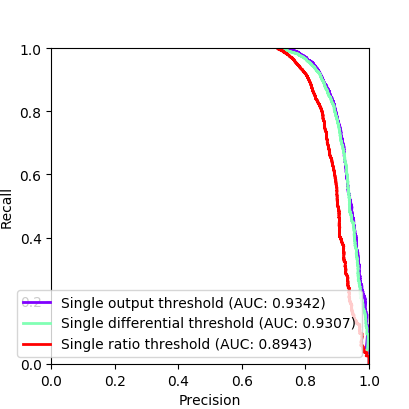 1.0
0.8
Recall
0.6
0.4
0.2
0.0
Single output threshold (AUC: 0.9342)
Single differential threshold (AUC: 0.9307)
Single ratio threshold (AUC: 0.8943)
0.0 0.2 0.4 0.6 0.8 1.0
Precision